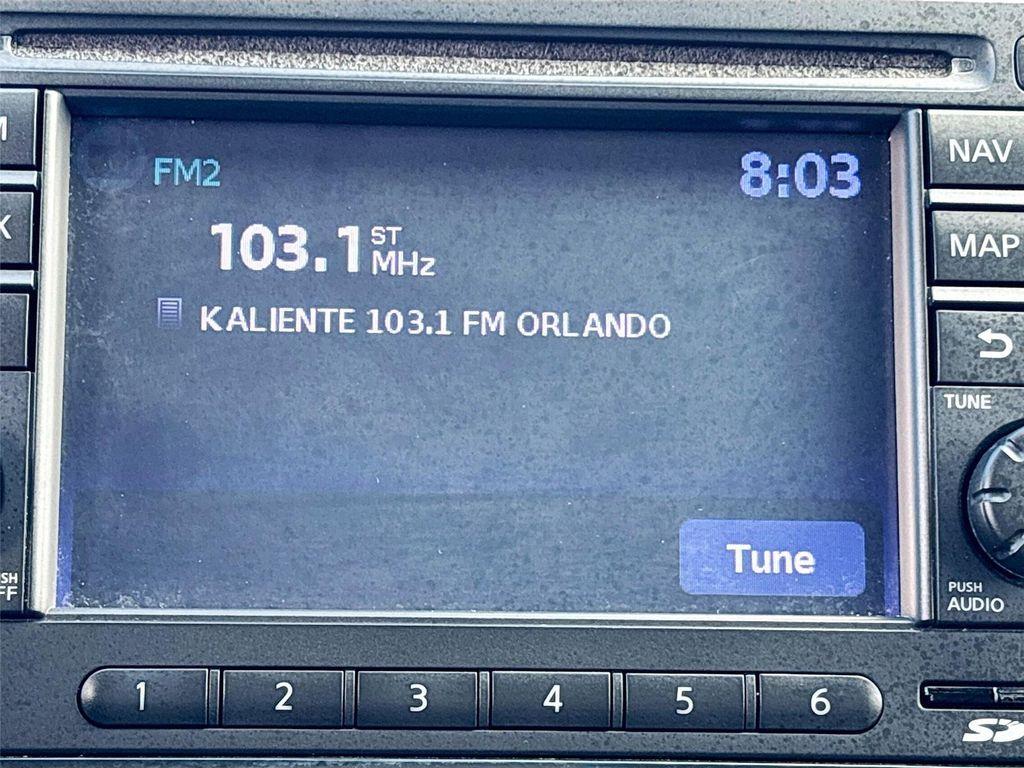 FM2
8:03
103.1 ST
MHz
KALIENTE 103.1 FM ORLANDO
Tune
NAV
MAP
TUNE
PUSH
AUDIO
1 2 3 4 5 6
SD